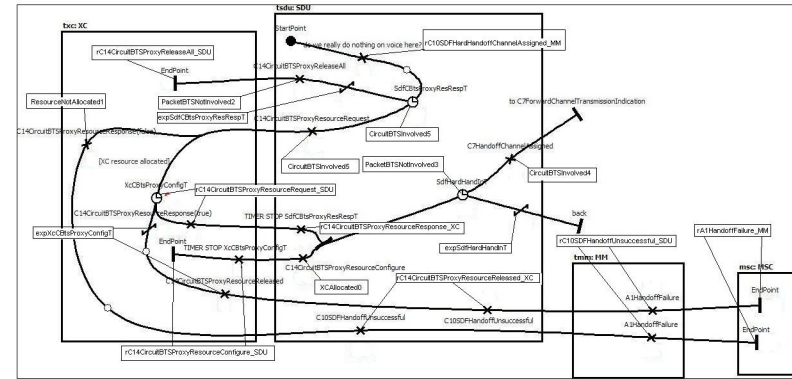 txc: XC
tsdu: SDU
StartPoint
do we really do nothing on voice here?
rC10SDFHardHandoffChannelAssigned_MM
rC14CircuitBTSProxyReleaseAll_SDU
EndPoint
C14CircuitBTSProxyReleaseAll
PacketBTSNotInvolved2
expSdfCBtsProxyResRespT
SdfCBtsProxyResRespT
ResourceNotAllocated1
C14CircuitBTSProxyResourceRequest
CircuitBTSInvolved5
to C7ForwardChannelTransmissionIndication
C14CircuitBTSProxyResourceResponse(false)
C7HandoffChannelAssigned
[XC resource allocated]
CircuitBTSInvolved6
PacketBTSNotInvolved3
CircuitBTSInvolved4
XcCBtsProxyConfigT
rC14CircuitBTSProxyResourceRequest_SDU
SdfHardHandInT
C14CircuitBTSProxyResourceResponse(true)
TIMER STOP SdfCBtsProxyResRespT
rC14CircuitBTSProxyResourceResponse_XC
back
expXcCBtsProxyConfigT
EndPoint
TIMER STOP XcCBtsProxyConfigT
expSdfHardHandInT
rC10SDFHandoffUnsuccessful_SDU
rA1HandoffFailure_MM
C14CircuitBTSProxyResourceConfigure
tmm: MM
msc: MSC
C14CircuitBTSProxyResourceReleased
XCAllocated0
rC14CircuitBTSProxyResourceReleased_XC
A1HandoffFailure
EndPoint
C10SDFHandoffUnsuccessful
C10SDFHandoffUnsuccessful
A1HandoffFailure
EndPoint
rC14CircuitBTSProxyResourceConfigure_SDU